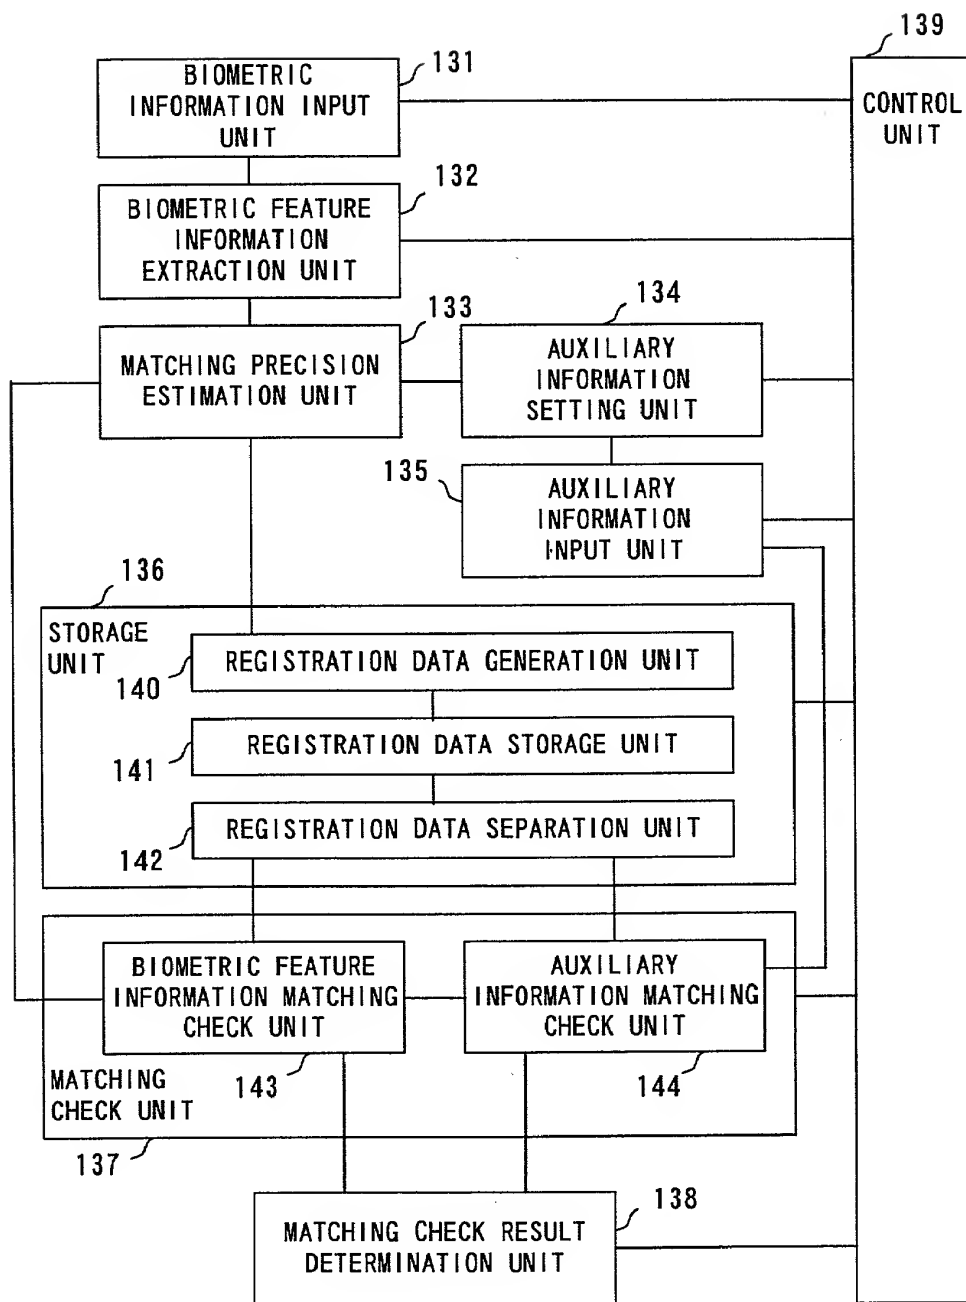 139
131
BIOMETRIC
INFORMATION INPUT
UNIT
CONTROL
UNIT
132
BIOMETRIC FEATURE
INFORMATION
EXTRACTION UNIT
133
134
MATCHING PRECISION
ESTIMATION UNIT
AUXILIARY
INFORMATION
SETTING UNIT
135
AUXILIARY
INFORMATION
INPUT UNIT
136
STORAGE
UNIT
REGISTRATION DATA GENERATION UNIT
140
REGISTRATION DATA STORAGE UNIT
141
REGISTRATION DATA SEPARATION UNIT
142
BIOMETRIC FEATURE
INFORMATION MATCHING
CHECK UNIT
AUXILIARY
INFORMATION MATCHING
CHECK UNIT
143
144
MATCHING
CHECK UNIT
137
138
MATCHING CHECK RESULT
DETERMINATION UNIT